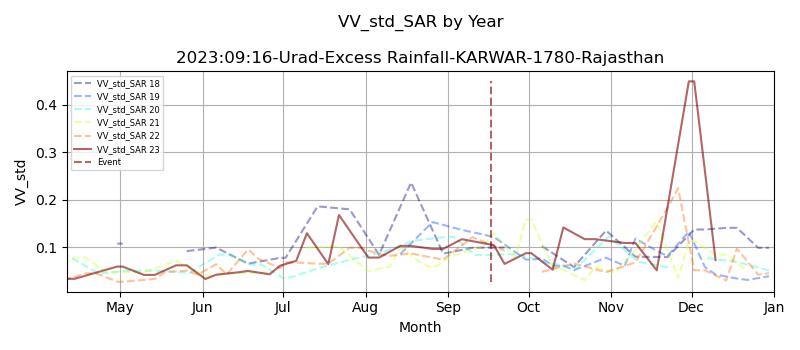 VV_std_SAR by Year
2023:09:16-Urad-Excess Rainfall-KARWAR-1780-Rajasthan
VV_std_SAR 18
VV_std_SAR 19
VV_std_SAR 20
VV_std_SAR 21
VV_std_SAR 22
VV_std_SAR 23
Event
VV_std
0.4
0.3
0.2
0.1
May Jun Jul Aug Sep Oct Nov Dec Jan
Month